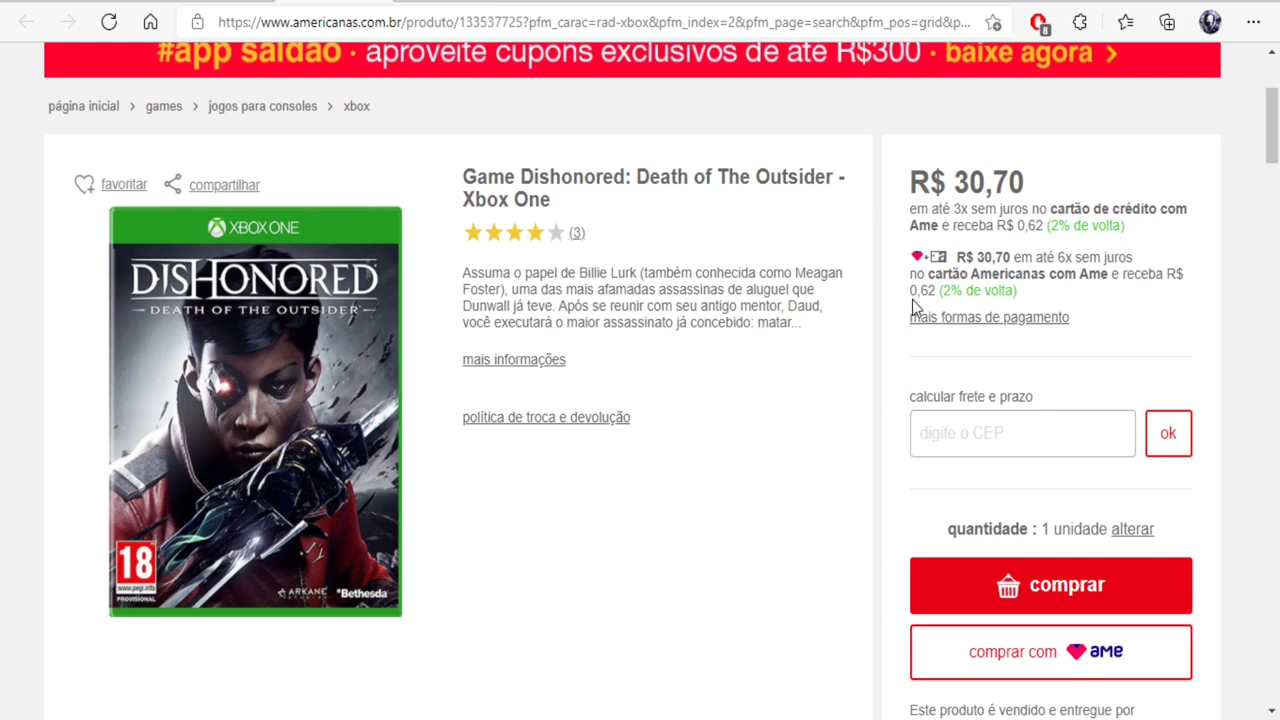 https://www.americanas.com.br/produto/133537725?pfm_carac=rad-xbox&pfm_index=2&pfm_page=search&pfm_pos=grid&p...
8
#app saldão · aproveite cupons exclusivos de até R$300 · baixe agora >
página inicial > games > jogos para consoles > xbox
favoritar compartilhar
XBOX ONE
DISHONORED
DEATH OF THE OUTSIDER
18
www.pegi.info
PROVISIONAL
ARKANE
STUDIOS
Bethesda
Game Dishonored: Death of The Outsider -
Xbox One
(3)
Assuma o papel de Billie Lurk (também conhecida como Meagan
Foster), uma das mais afamadas assassinas de aluguel que
Dunwall já teve. Após se reunir com seu antigo mentor, Daud,
você executará o maior assassinato já concebido: matar...
mais informações
política de troca e devolução
R$ 30,70
em até 3x sem juros no cartão de crédito com
Ame e receba R$ 0,62 (2% de volta)
+ R$ 30,70 em até 6x sem juros
no cartão Americanas com Ame e receba R$
0,62 (2% de volta)
mais formas de pagamento
calcular frete e prazo
digite o CEP
ok
quantidade : 1 unidade alterar
comprar
comprar com ame
Este produto é vendido e entregue por